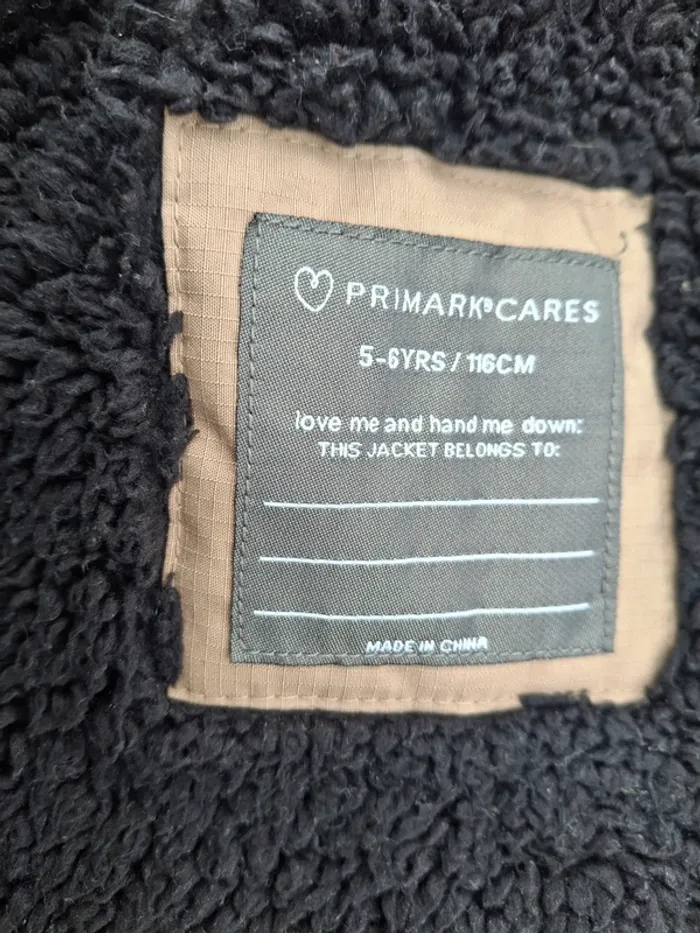 PRIMARK®CARES
5-6YRS / 116CM
love me and hand me down:
THIS JACKET BELONGS TO:
MADE IN CHINA